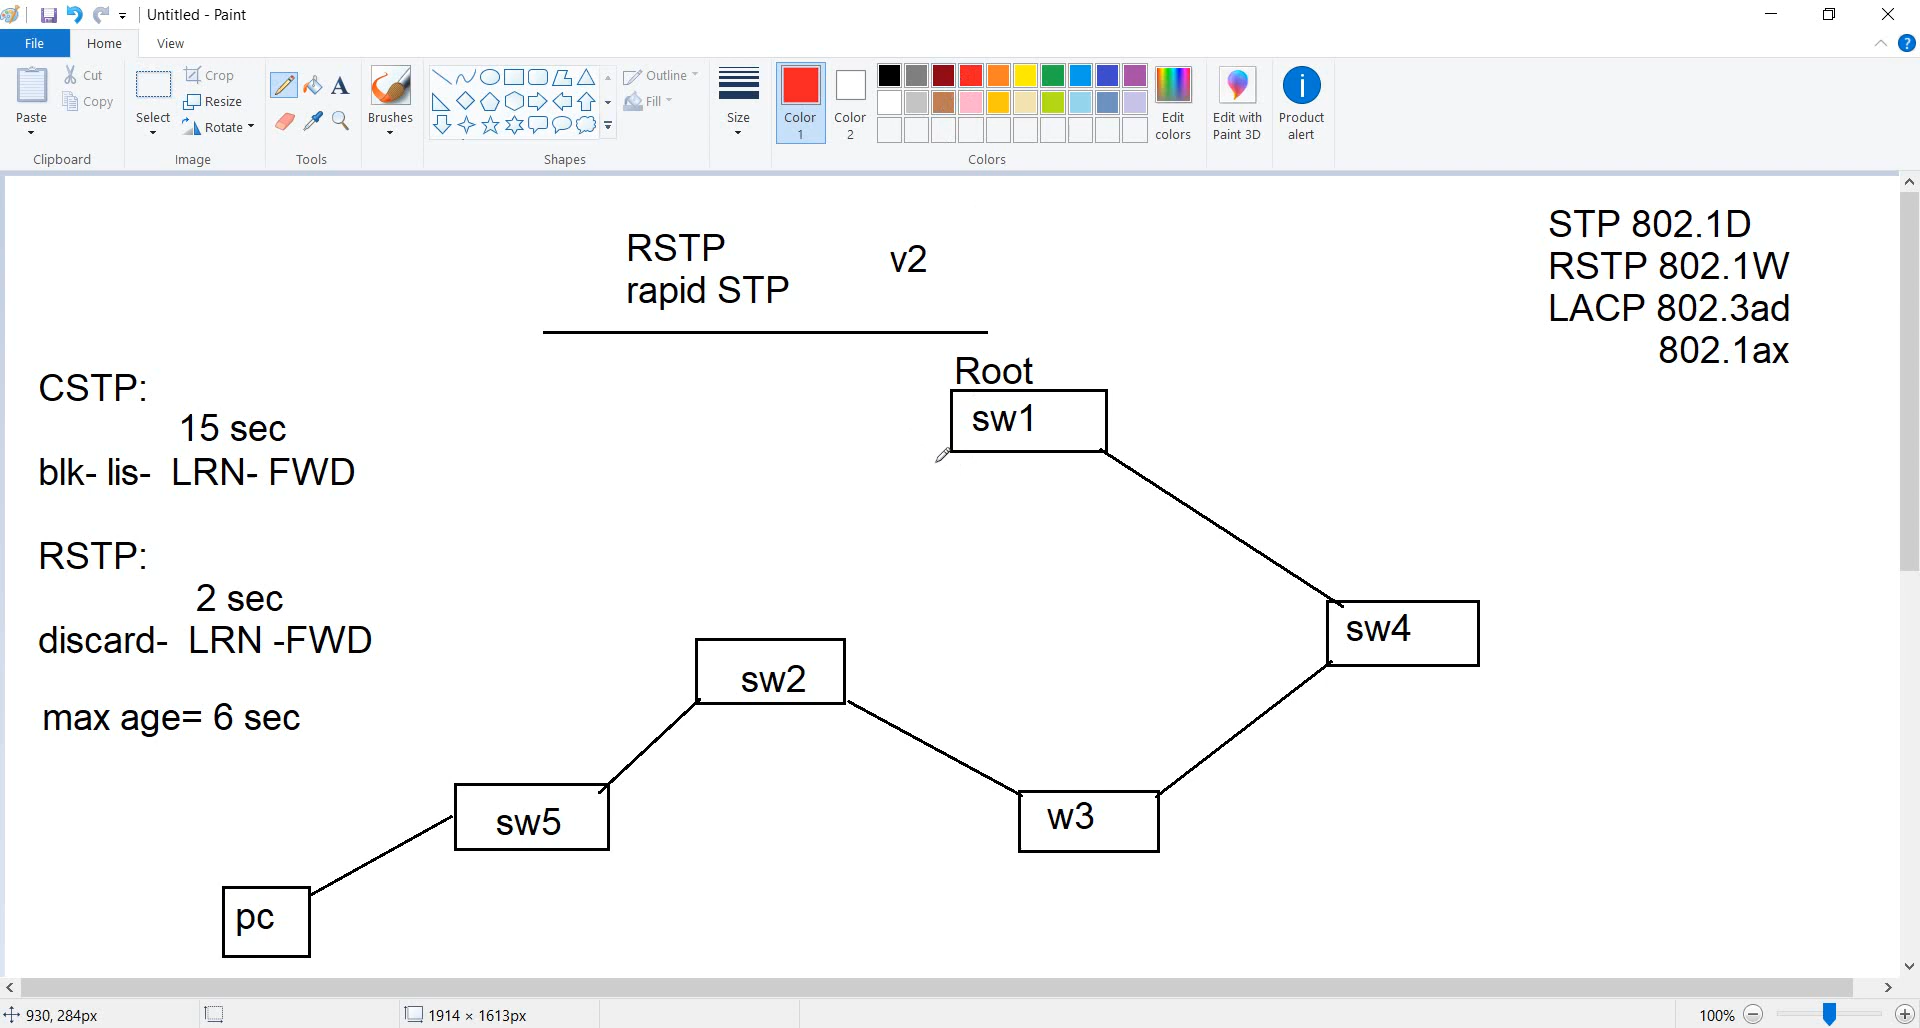 Untitled - Paint
File Home View
Paste
Cut
Copy
Clipboard
Select
Crop
Resize
Rotate
Image
Tools
Brushes
Outline
Fill
Shapes
Size
Color 1
Color 2
Colors
Edit colors
Edit with Paint 3D
Product alert
RSTP
rapid STP
v2
STP 802.1D
RSTP 802.1W
LACP 802.3ad
802.1ax
CSTP:
15 sec
blk- lis- LRN- FWD
RSTP:
2 sec
discard- LRN -FWD
max age= 6 sec
Root
sw1
sw4
sw2
w3
sw5
pc
930, 284px
1914 × 1613px
100%